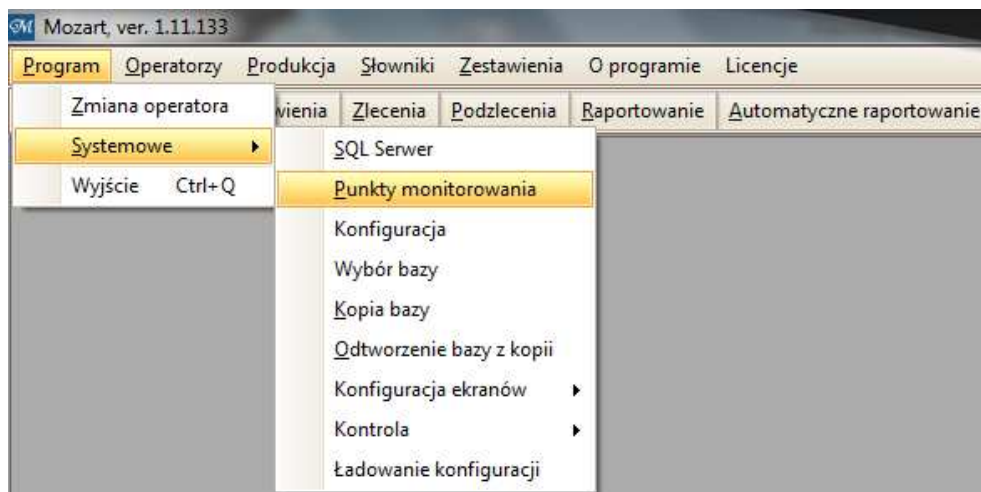 Mozart, ver. 1.11.133
Program Operatorzy Produkcja Słowniki Zestawienia O programie Licencje
Zmiana operatora Zlecenia Podzlecenia Raportowanie Automatyczne raportowanie
Systemowe
Wyjście Ctrl+Q
SQL Serwer
Punkty monitorowania
Konfiguracja
Wybór bazy
Kopia bazy
Odtworzenie bazy z kopii
Konfiguracja ekranów
Kontrola
Ładowanie konfiguracji